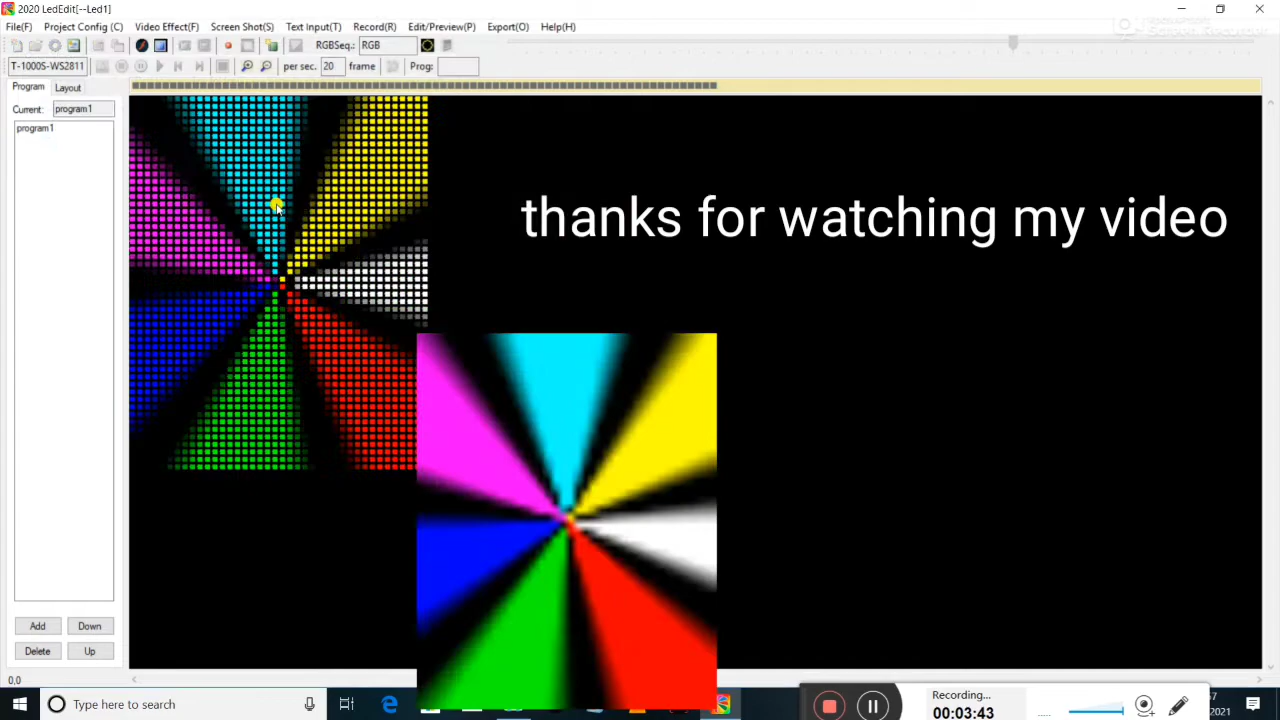 2020 LedEdit[--Led1]
File(F) Project Config (C) Video Effect(F) Screen Shot(S) Text Input(T) Record(R) Edit/Preview(P) Export(O) Help(H)
RGBSeq.: RGB
T-1000S-WS2811 per sec. 20 frame Prog:
Program Layout
Current: program1
program1
thanks for watching my video
Add Down
Delete Up
0,0
Type here to search
Recording...
00:03:43
2021